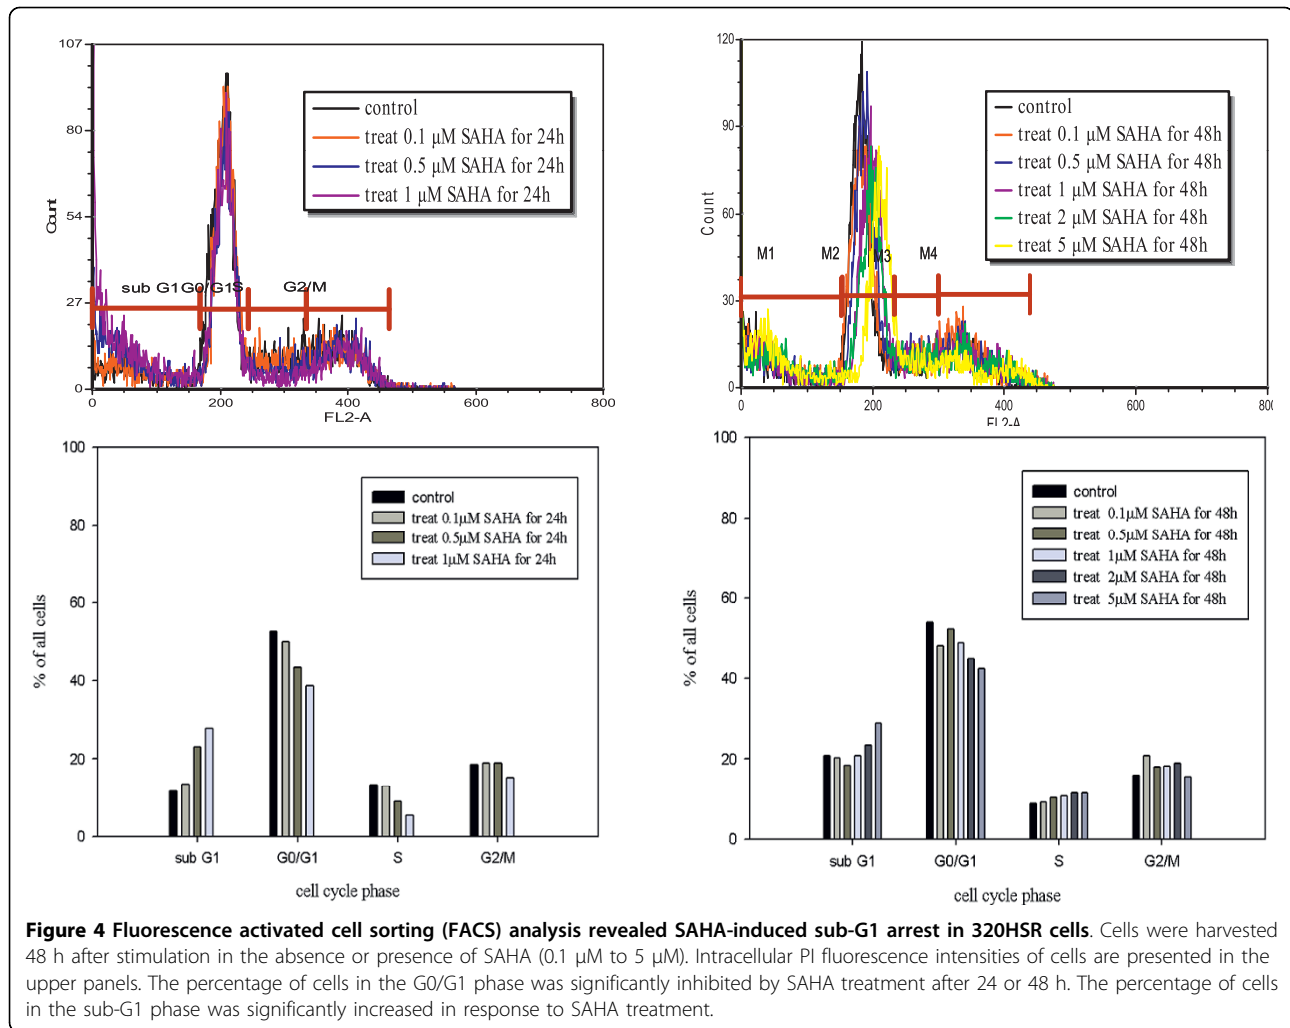 107
80
54
27
0
Count
control
treat 0.1 µM SAHA for 24h
treat 0.5 µM SAHA for 24h
treat 1 µM SAHA for 24h
sub G1 G0/G1 S G2/M
0 200 400 600 800
FL2-A
120
90
60
30
0
Count
control
treat 0.1 µM SAHA for 48h
treat 0.5 µM SAHA for 48h
treat 1 µM SAHA for 48h
treat 2 µM SAHA for 48h
treat 5 µM SAHA for 48h
M1 M2 M3 M4
0 200 400 600 800
FL2-A
100
80
60
40
20
0
% of all cells
control
treat 0.1µM SAHA for 24h
treat 0.5µM SAHA for 24h
treat 1µM SAHA for 24h
sub G1 G0/G1 S G2/M
cell cycle phase
100
80
60
40
20
0
% of all cells
control
treat 0.1µM SAHA for 48h
treat 0.5µM SAHA for 48h
treat 1µM SAHA for 48h
treat 2µM SAHA for 48h
treat 5µM SAHA for 48h
sub G1 G0/G1 S G2/M
cell cycle phase
Figure 4 Fluorescence activated cell sorting (FACS) analysis revealed SAHA-induced sub-G1 arrest in 320HSR cells. Cells were harvested
48 h after stimulation in the absence or presence of SAHA (0.1 µM to 5 µM). Intracellular PI fluorescence intensities of cells are presented in the
upper panels. The percentage of cells in the G0/G1 phase was significantly inhibited by SAHA treatment after 24 or 48 h. The percentage of cells
in the sub-G1 phase was significantly increased in response to SAHA treatment.